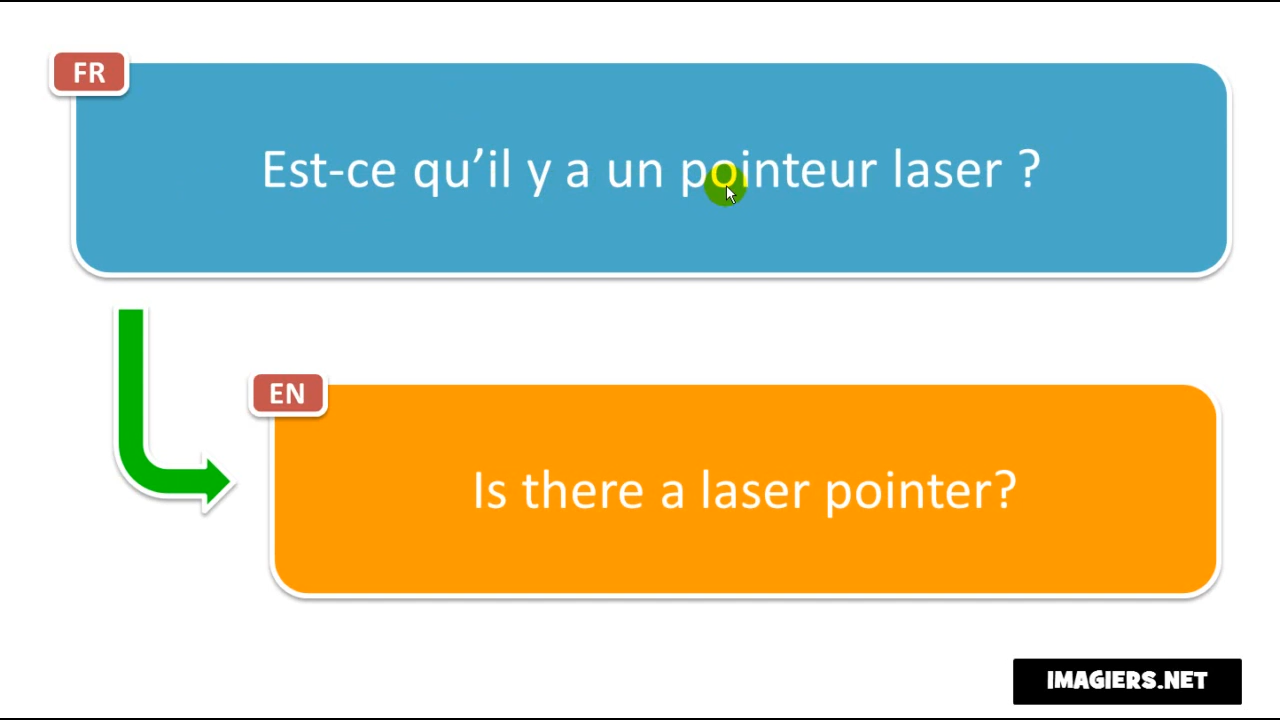 FR
Est-ce qu’il y a un pointeur laser ?
EN
Is there a laser pointer?
IMAGIERS.NET